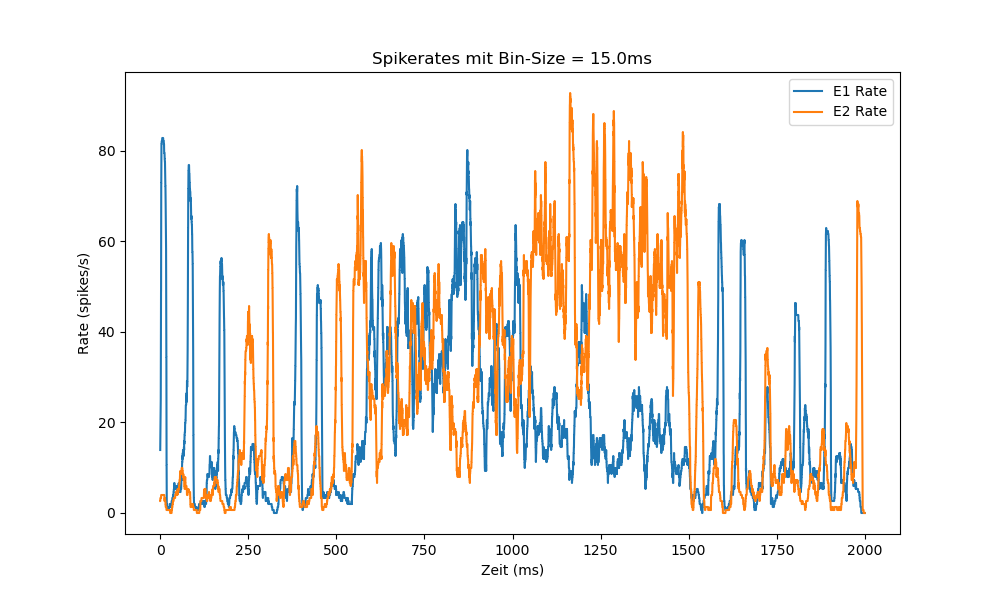 Spikerates mit Bin-Size = 15.0ms
E1 Rate
E2 Rate
Rate (spikes/s)
80
60
40
20
0
0 250 500 750 1000 1250 1500 1750 2000
Zeit (ms)